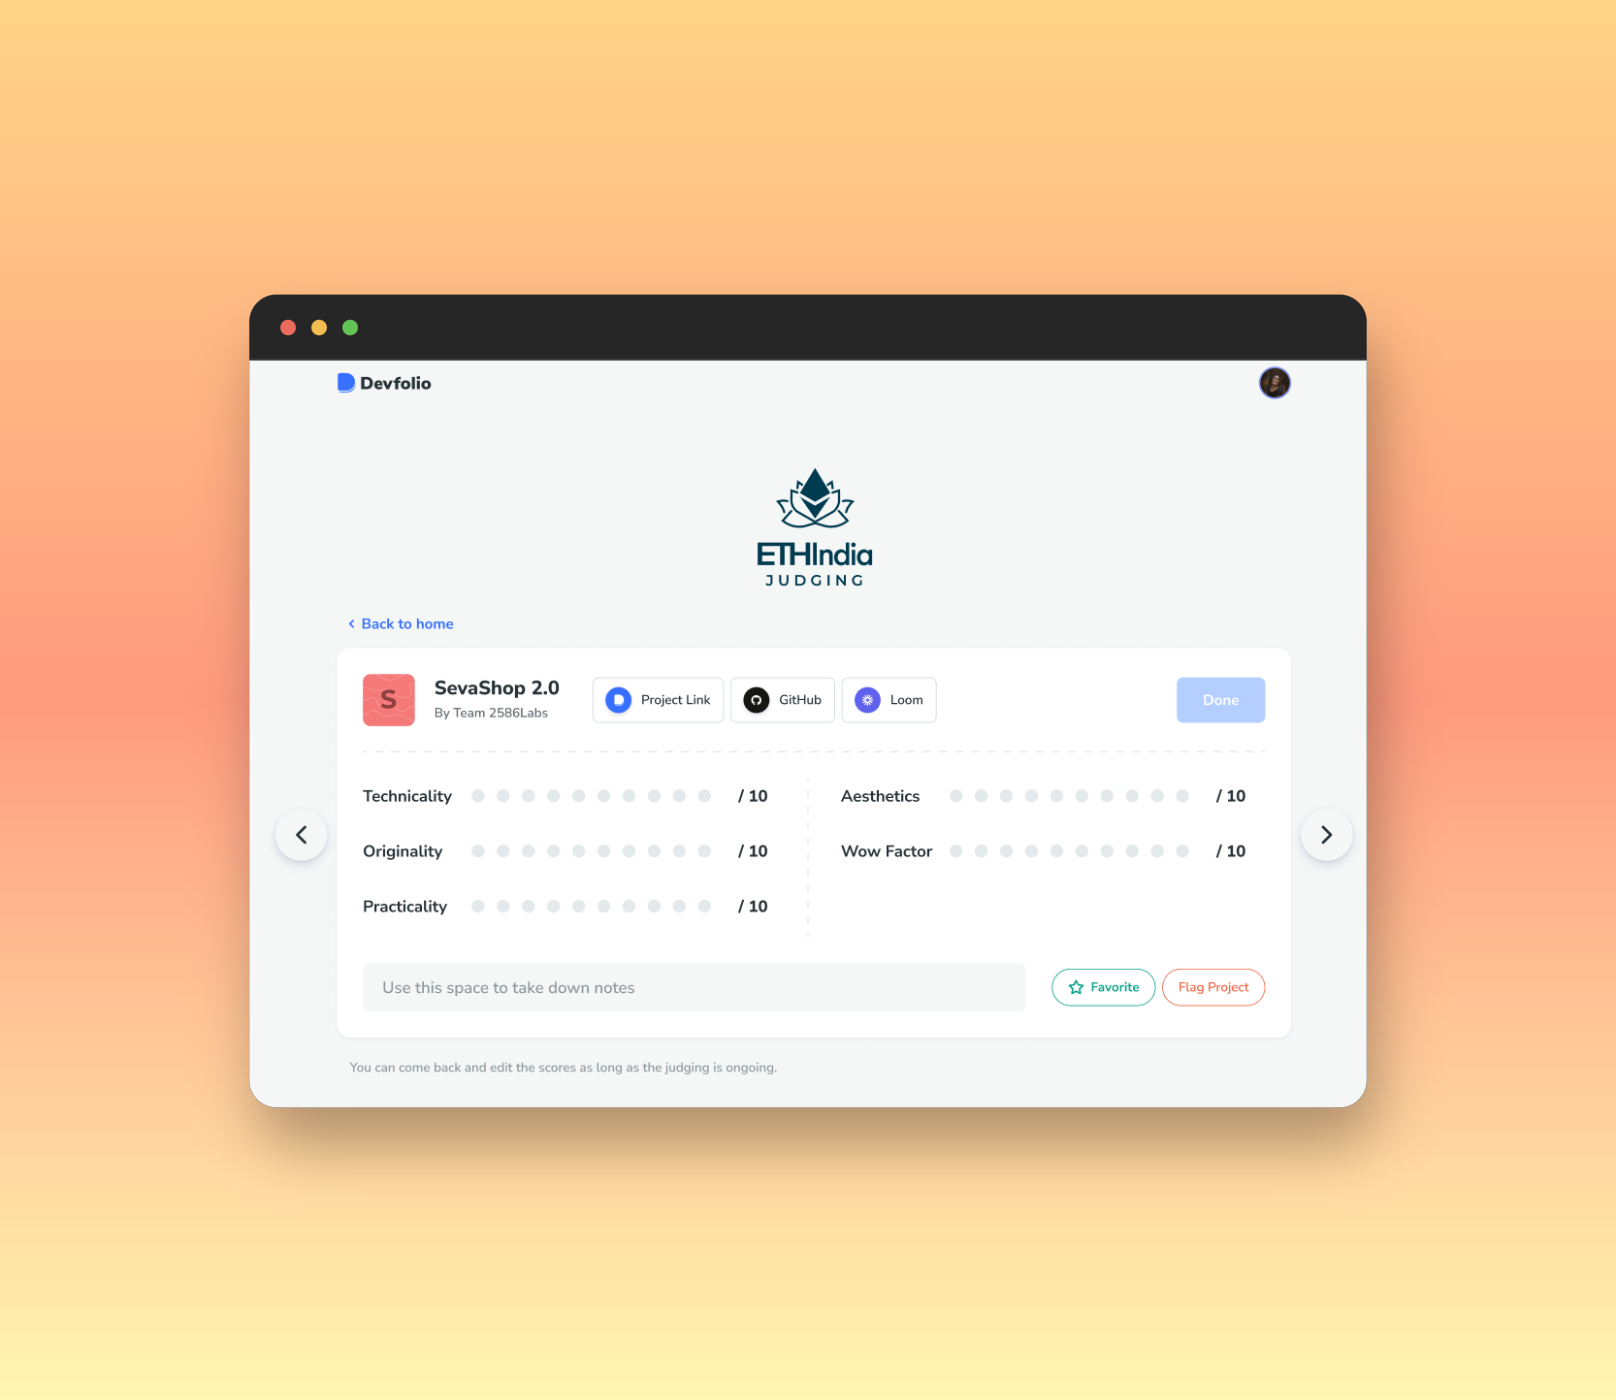 Devfolio
ETHIndia
JUDGING
Back to home
S
SevaShop 2.0
By Team 2586Labs
Project Link
GitHub
Loom
Done
Technicality / 10
Originality / 10
Practicality / 10
Aesthetics / 10
Wow Factor / 10
Use this space to take down notes
Favorite
Flag Project
You can come back and edit the scores as long as the judging is ongoing.